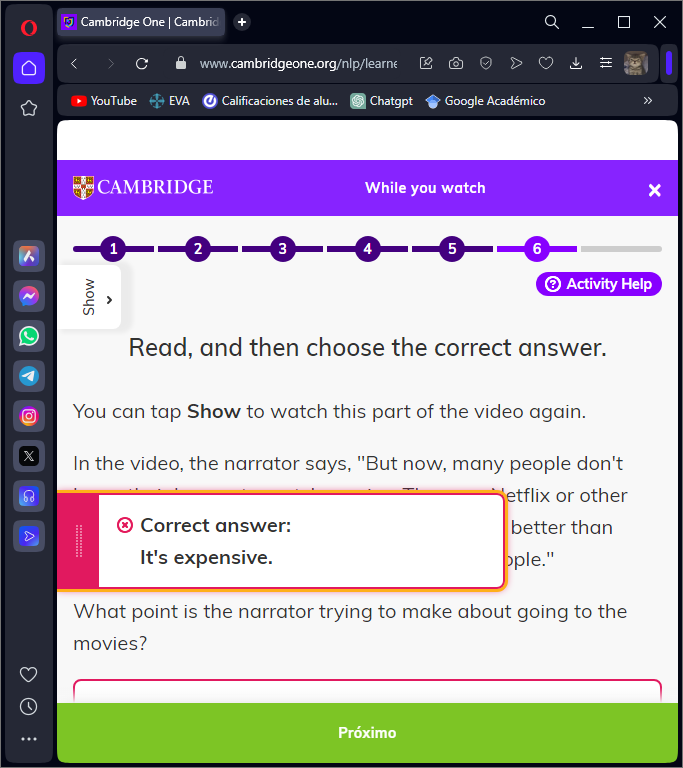 Cambridge One | Cambrid
www.cambridgeone.org/nlp/learne
YouTube
EVA
Calificaciones de alu...
Chatgpt
Google Académico
CAMBRIDGE
While you watch
1 2 3 4 5 6
Activity Help
Show
Read, and then choose the correct answer.
You can tap Show to watch this part of the video again.
In the video, the narrator says, "But now, many people don't
Netflix or other
Correct answer:
better than
It's expensive.
ople."
What point is the narrator trying to make about going to the
movies?
Próximo